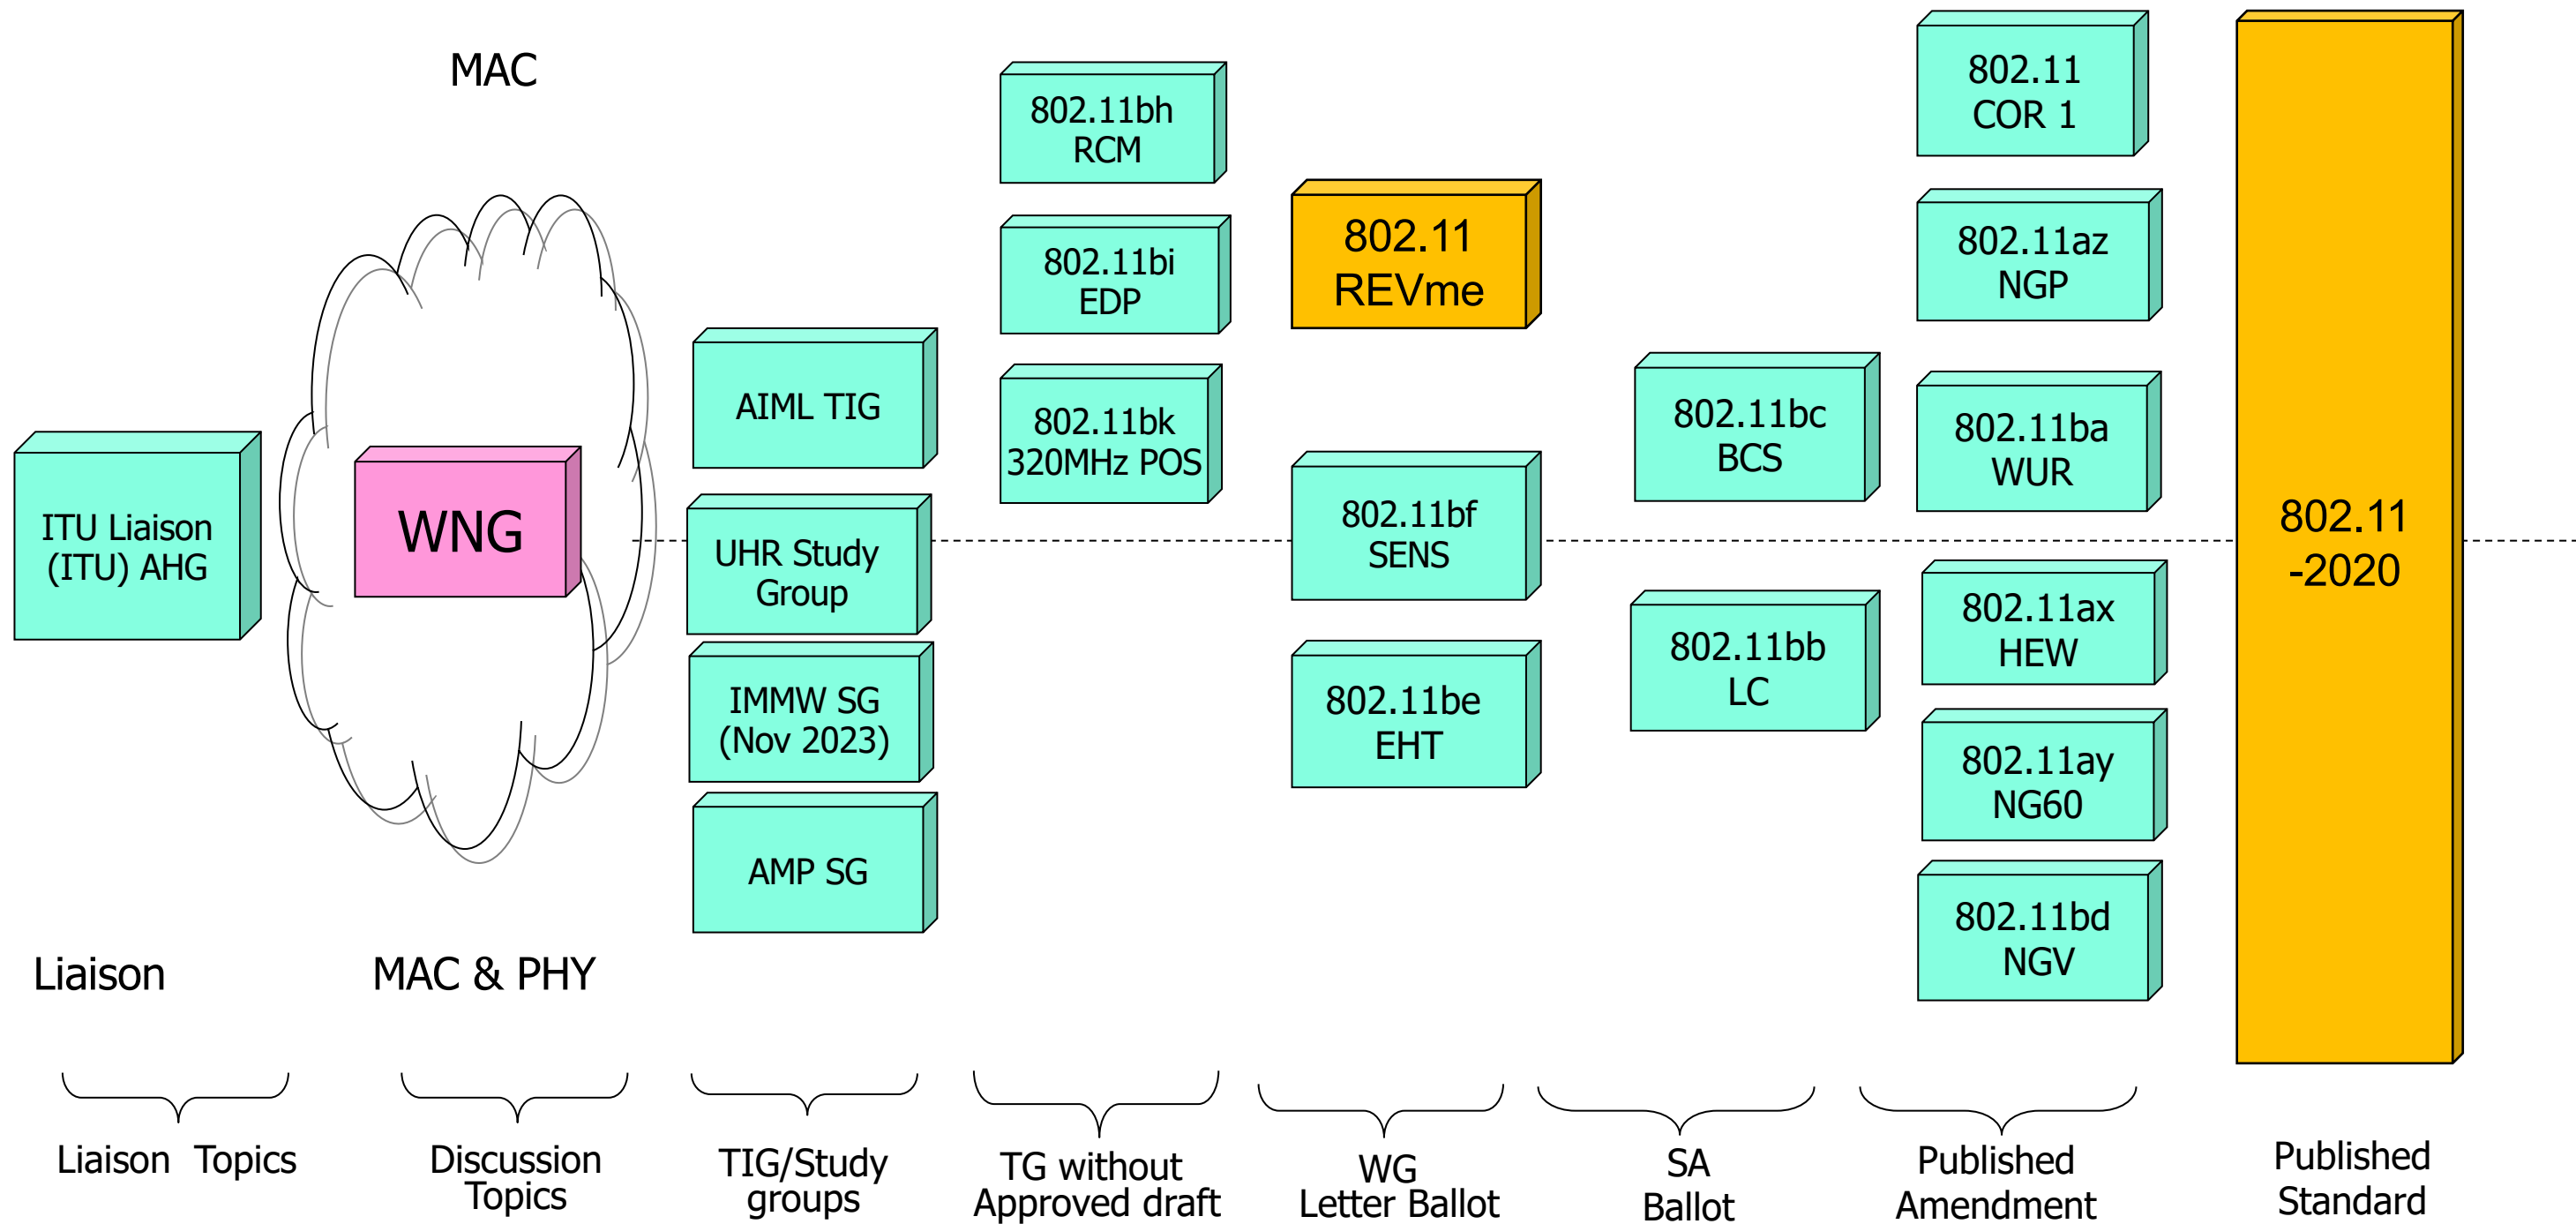 MAC
802.11bh
RCM
802.11bi
EDP
802.11bk
320MHz POS
802.11
REVme
802.11
COR 1
802.11az
NGP
802.11ba
WUR
802.11bc
BCS
AIML TIG
ITU Liaison
(ITU) AHG
WNG
UHR Study
Group
802.11bf
SENS
802.11
-2020
802.11ax
HEW
802.11bb
LC
IMMW SG
(Nov 2023)
802.11be
EHT
802.11ay
NG60
AMP SG
802.11bd
NGV
Liaison
MAC & PHY
Liaison Topics
Discussion
Topics
TIG/Study
groups
TG without
Approved draft
WG
Letter Ballot
SA
Ballot
Published
Amendment
Published
Standard